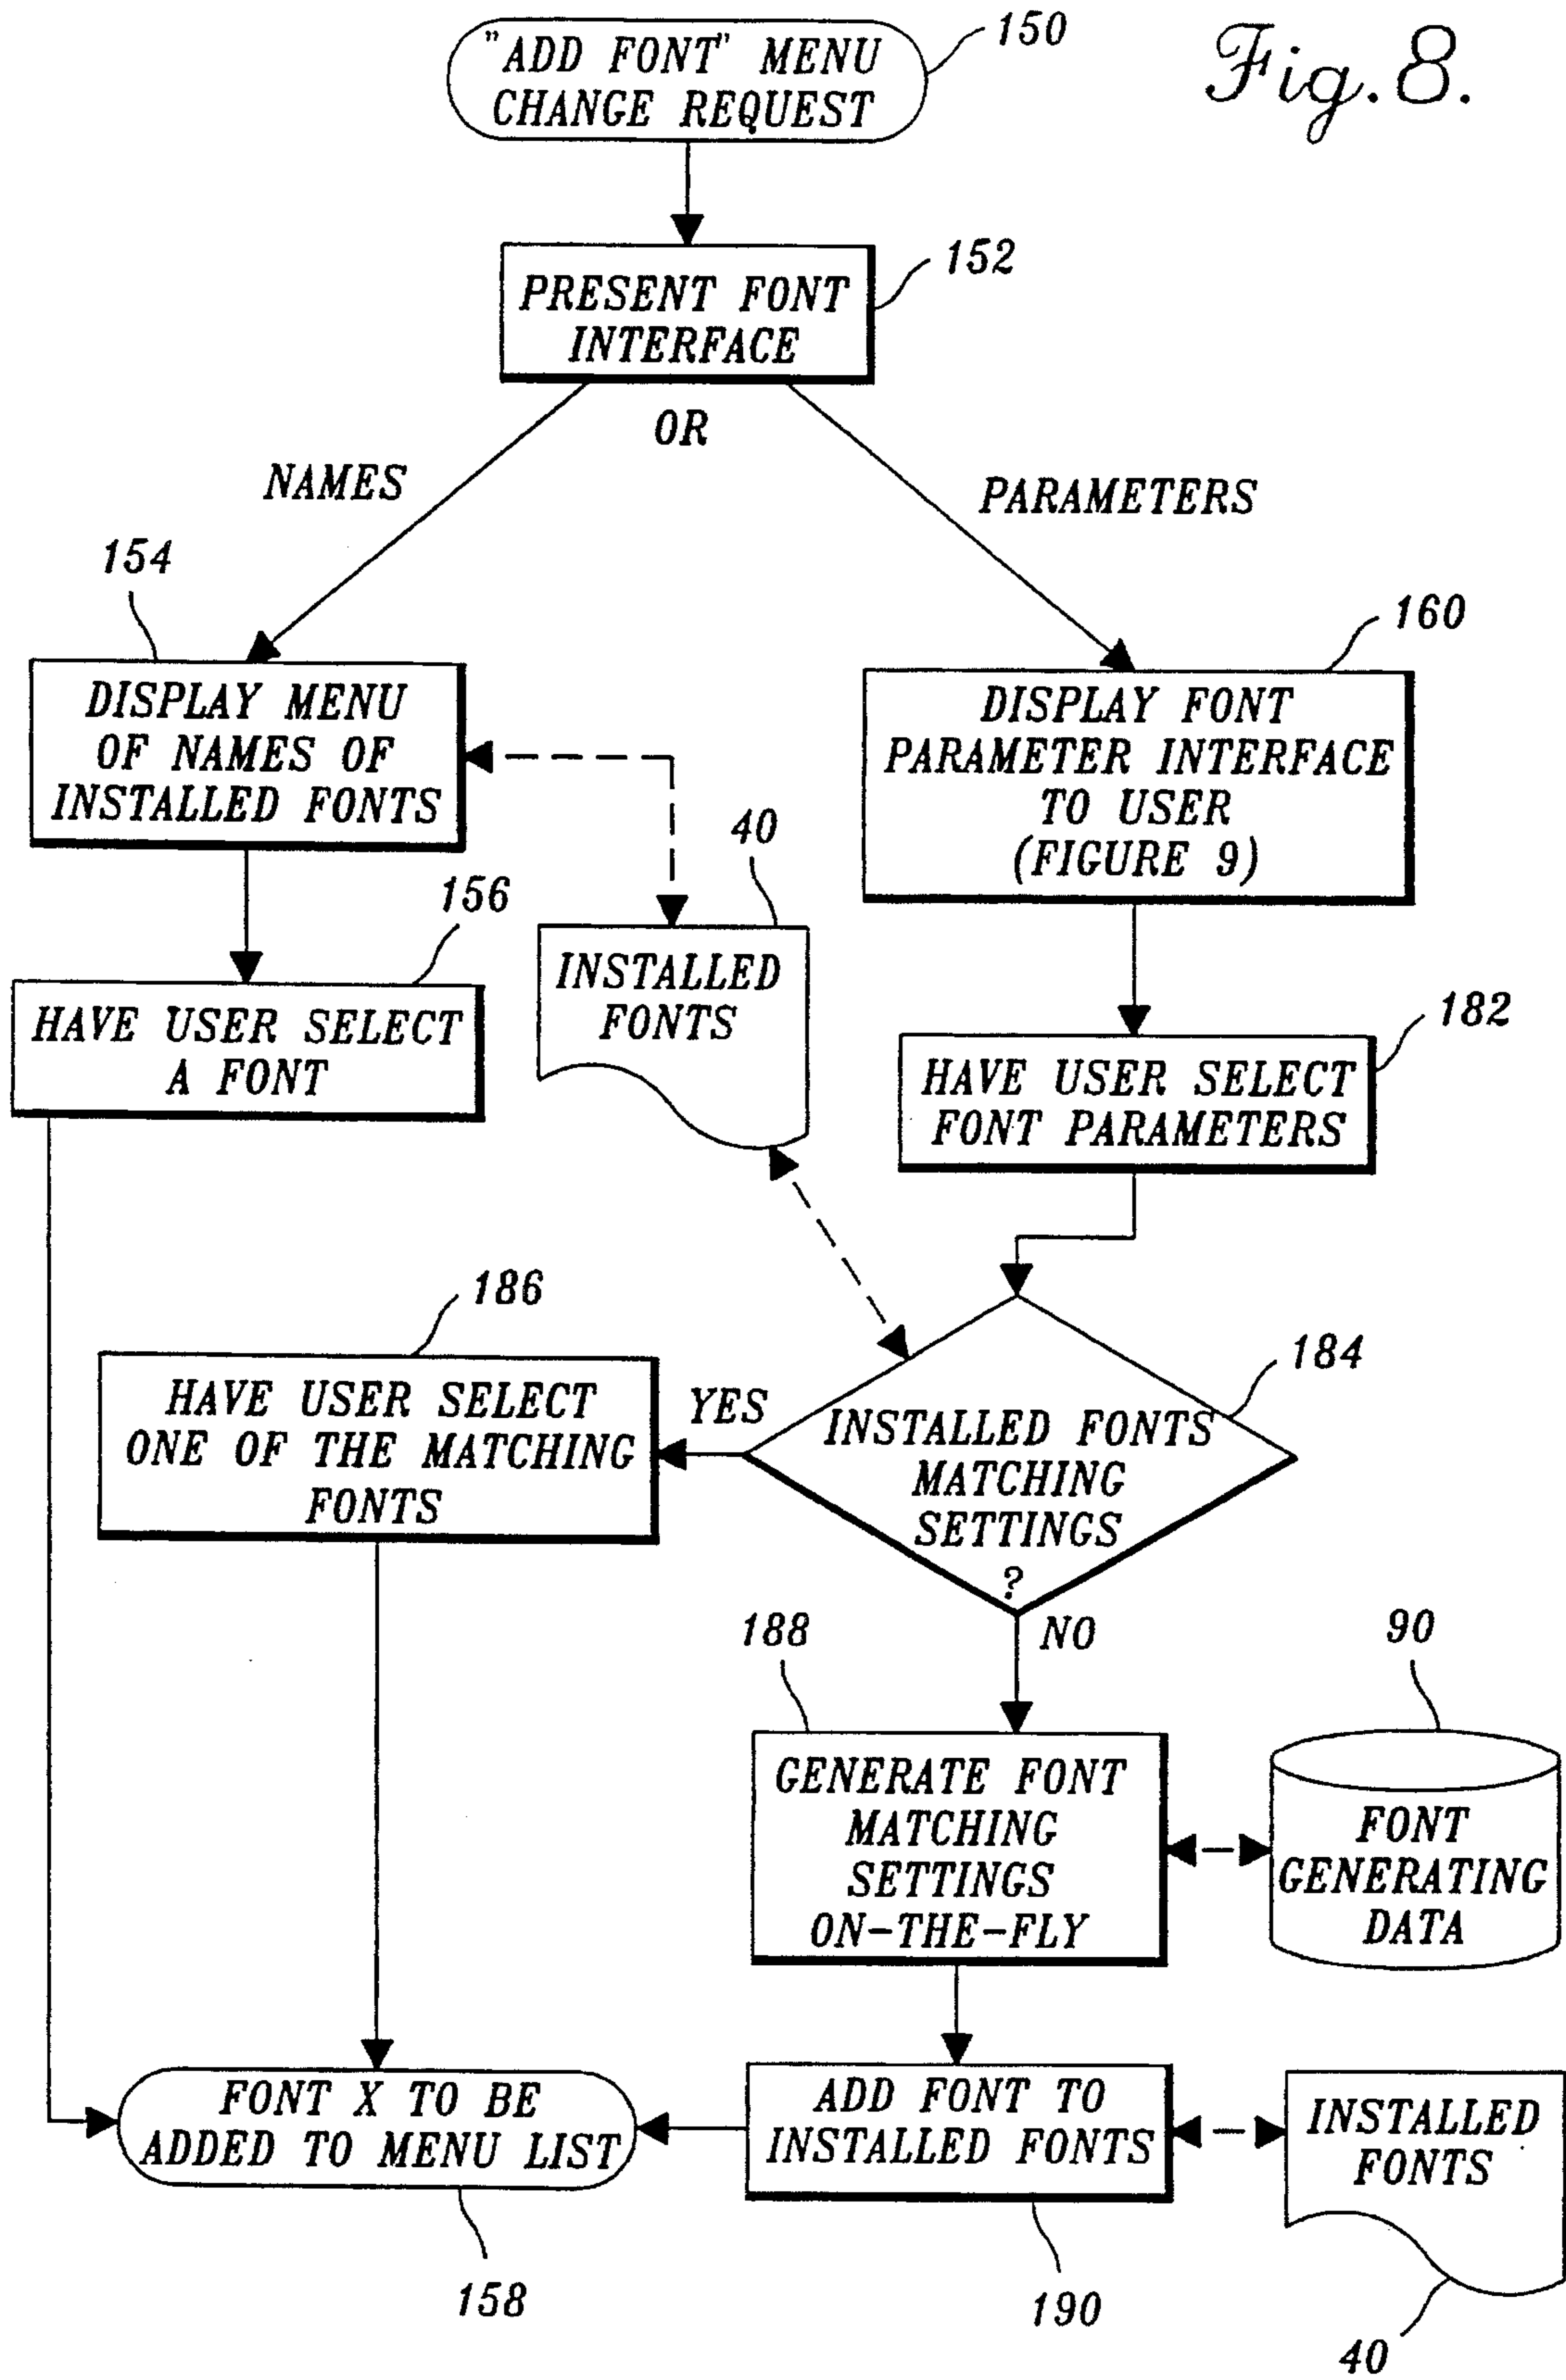 Fig. 8.
"ADD FONT" MENU
CHANGE REQUEST
150
PRESENT FONT
INTERFACE
152
OR
NAMES
PARAMETERS
154
DISPLAY MENU
OF NAMES OF
INSTALLED FONTS
160
DISPLAY FONT
PARAMETER INTERFACE
TO USER
(FIGURE 9)
40
INSTALLED
FONTS
156
HAVE USER SELECT
A FONT
182
HAVE USER SELECT
FONT PARAMETERS
186
HAVE USER SELECT
ONE OF THE MATCHING
FONTS
YES
184
INSTALLED FONTS
MATCHING
SETTINGS
?
NO
188
GENERATE FONT
MATCHING
SETTINGS
ON-THE-FLY
90
FONT
GENERATING
DATA
FONT X TO BE
ADDED TO MENU LIST
158
ADD FONT TO
INSTALLED FONTS
190
INSTALLED
FONTS
40